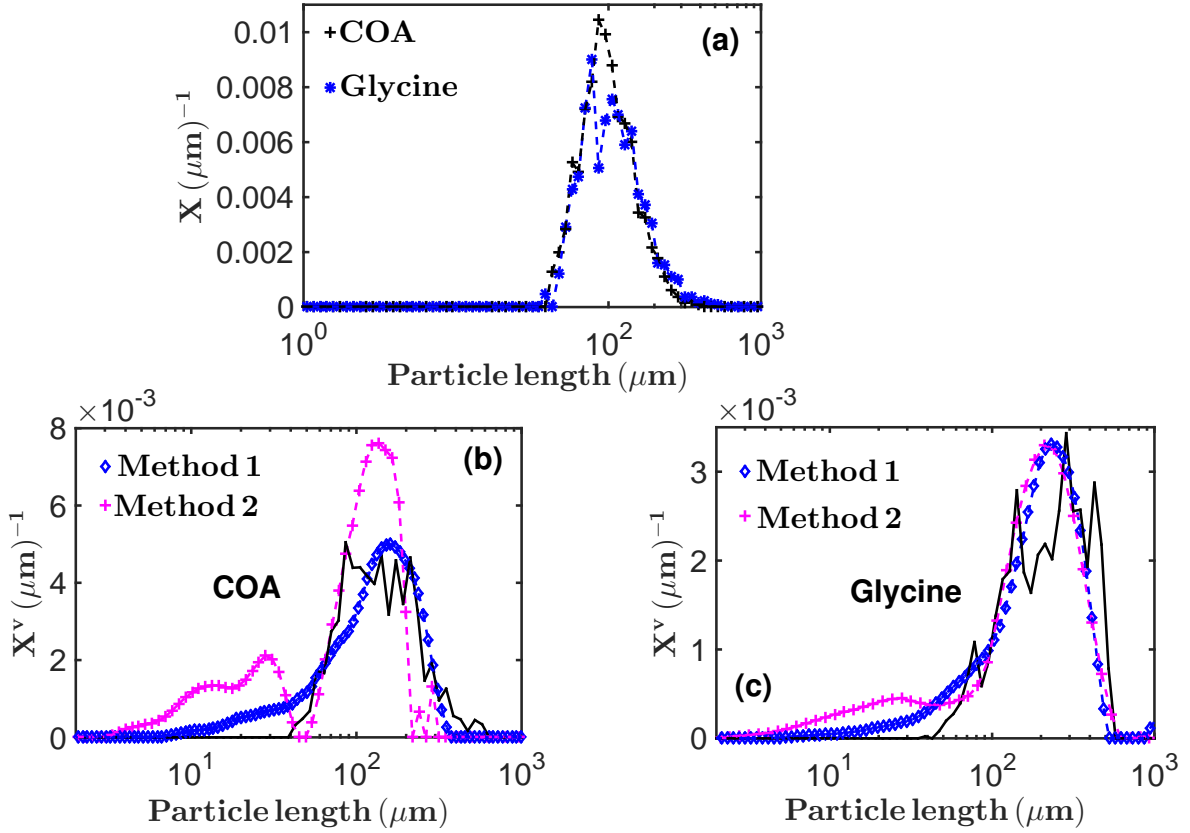 (a)
COA
Glycine
0.01
0.008
0.006
0.004
0.002
0
X (μm)⁻¹
10⁰ 10² 10³
Particle length (μm)
×10⁻³
8
6
4
2
0
Xᵛ (μm)⁻¹
Method 1
Method 2
(b)
COA
10¹ 10² 10³
Particle length (μm)
×10⁻³
3
2
1
0
Xᵛ (μm)⁻¹
Method 1
Method 2
Glycine
(c)
10¹ 10² 10³
Particle length (μm)